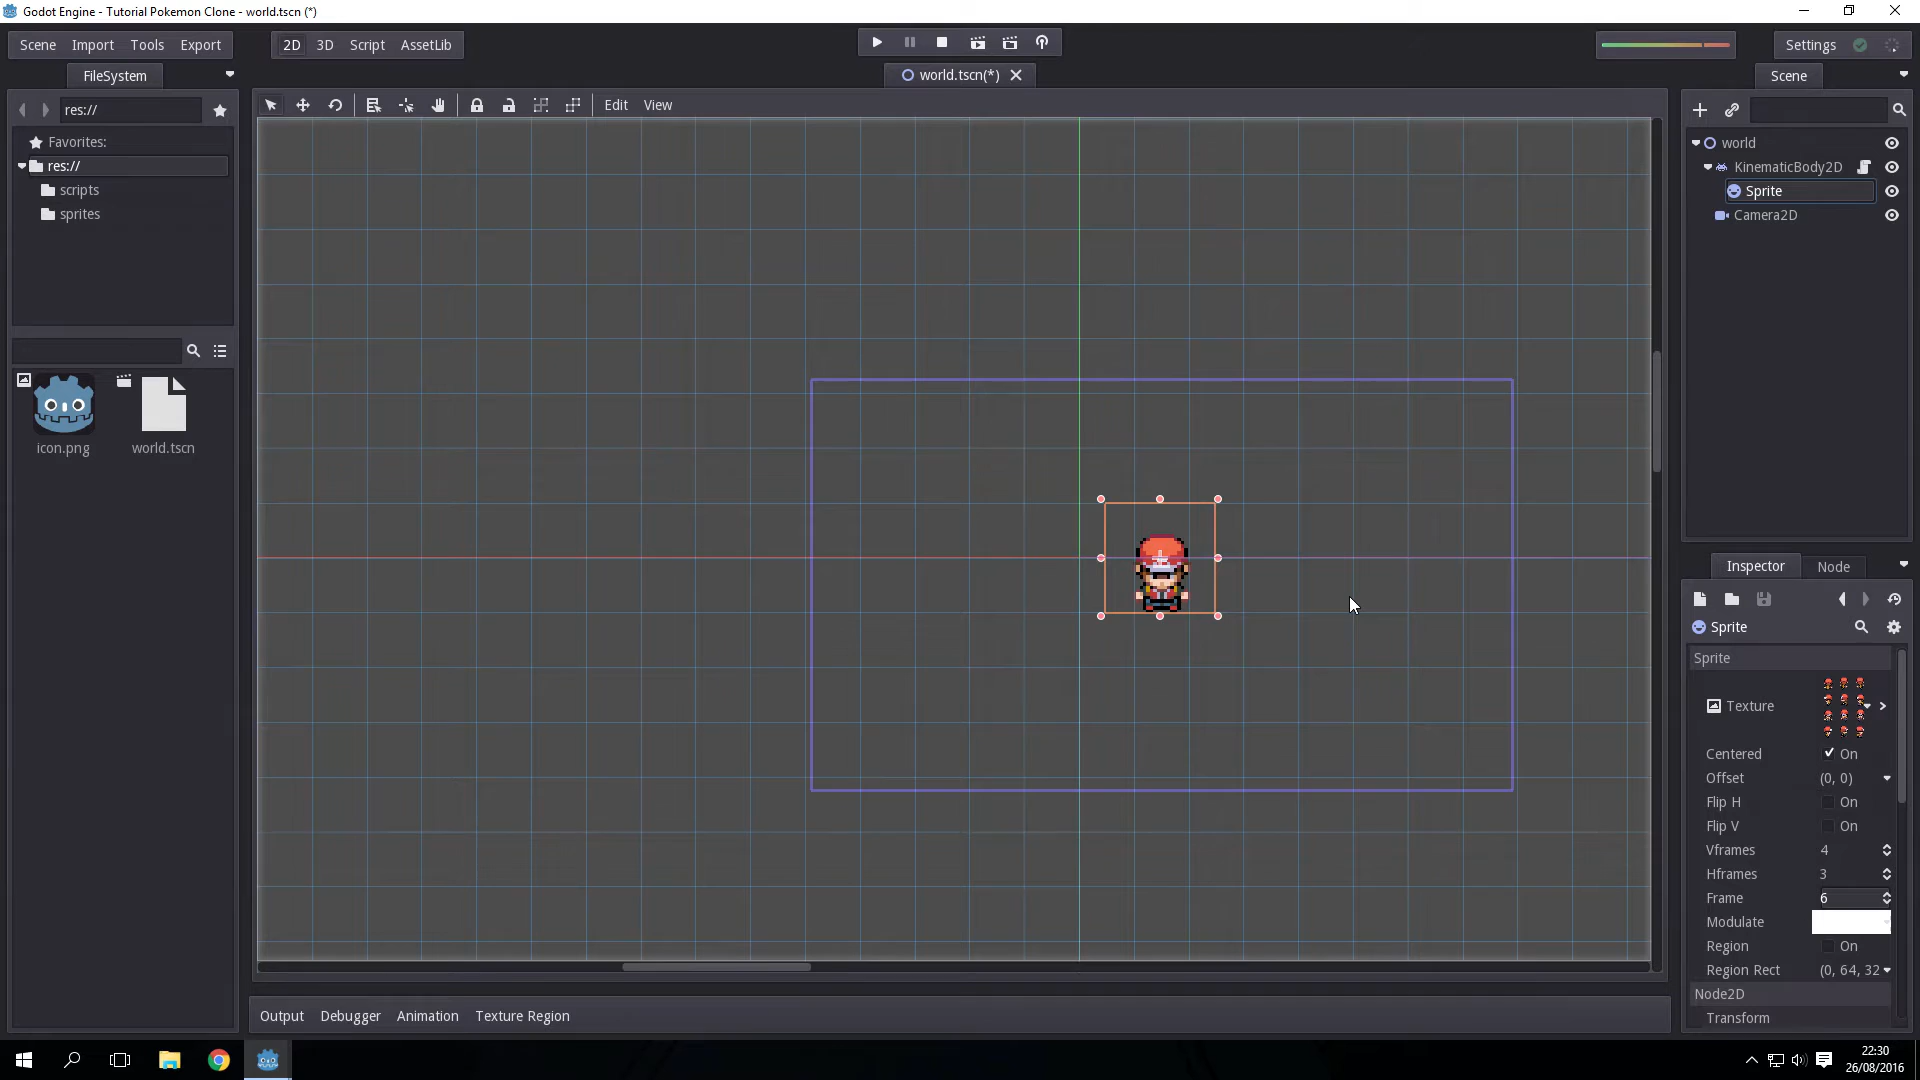 Godot Engine - Tutorial Pokemon Clone - world.tscn (*)
Scene Import Tools Export
2D 3D Script AssetLib
Settings
FileSystem
world.tscn(*)
Scene
res://
Edit View
Favorites:
res://
scripts
sprites
icon.png
world.tscn
world
KinematicBody2D
Sprite
Camera2D
Inspector Node
Sprite
Sprite
Texture
Centered On
Offset (0, 0)
Flip H On
Flip V On
Vframes 4
Hframes 3
Frame 6
Modulate
Region On
Region Rect (0, 64, 32
Node2D
Transform
Output Debugger Animation Texture Region
22:30
26/08/2016